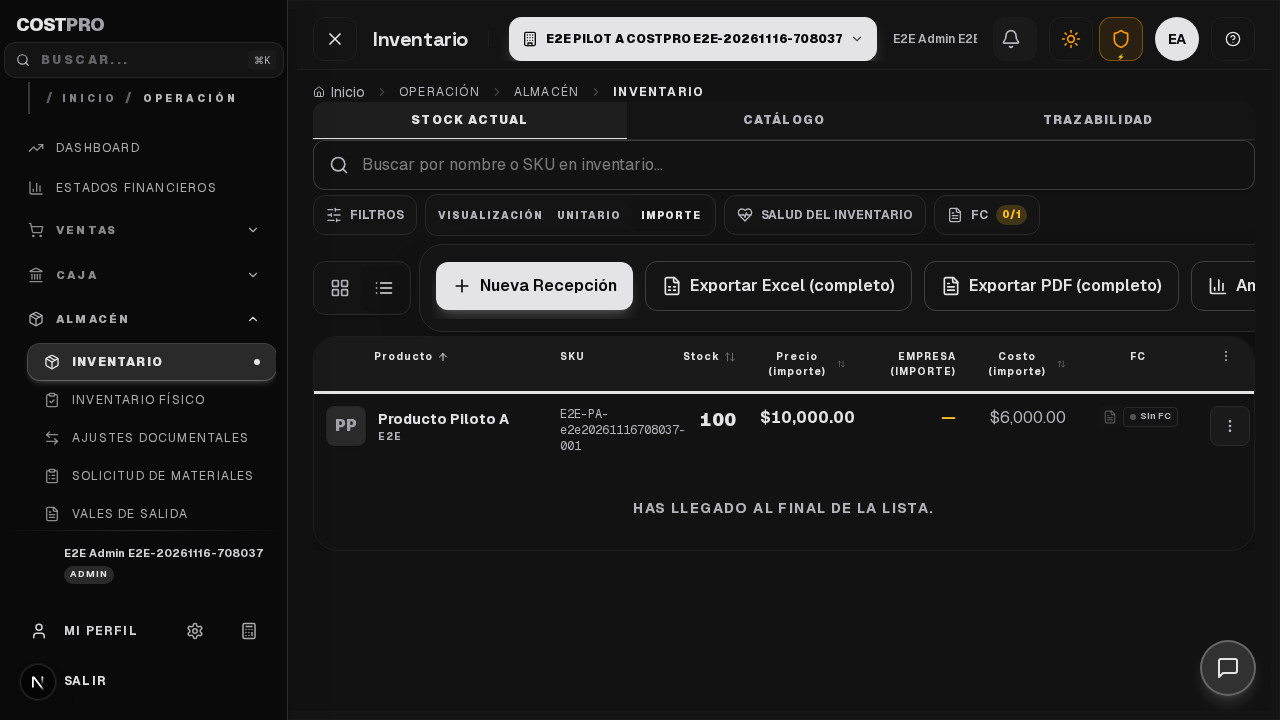 COSTPRO
BUSCAR...
⌘K
/ INICIO / OPERACIÓN
DASHBOARD
ESTADOS FINANCIEROS
VENTAS
CAJA
ALMACÉN
INVENTARIO
INVENTARIO FÍSICO
AJUSTES DOCUMENTALES
SOLICITUD DE MATERIALES
VALES DE SALIDA
E2E Admin E2E-20261116-708037
ADMIN
MI PERFIL
SALIR
Inventario
E2E PILOT A COSTPRO E2E-20261116-708037
E2E Admin E2E
EA
Inicio
OPERACIÓN
ALMACÉN
INVENTARIO
STOCK ACTUAL
CATÁLOGO
TRAZABILIDAD
Buscar por nombre o SKU en inventario...
FILTROS
VISUALIZACIÓN
UNITARIO
IMPORTE
SALUD DEL INVENTARIO
FC 0/1
Nueva Recepción
Exportar Excel (completo)
Exportar PDF (completo)
An
Producto
SKU
Stock
Precio
(importe)
EMPRESA
(IMPORTE)
Costo
(importe)
FC
PP
Producto Piloto A
E2E
E2E-PA-
e2e20261116708037-
001
100
$10,000.00
—
$6,000.00
Sin FC
HAS LLEGADO AL FINAL DE LA LISTA.